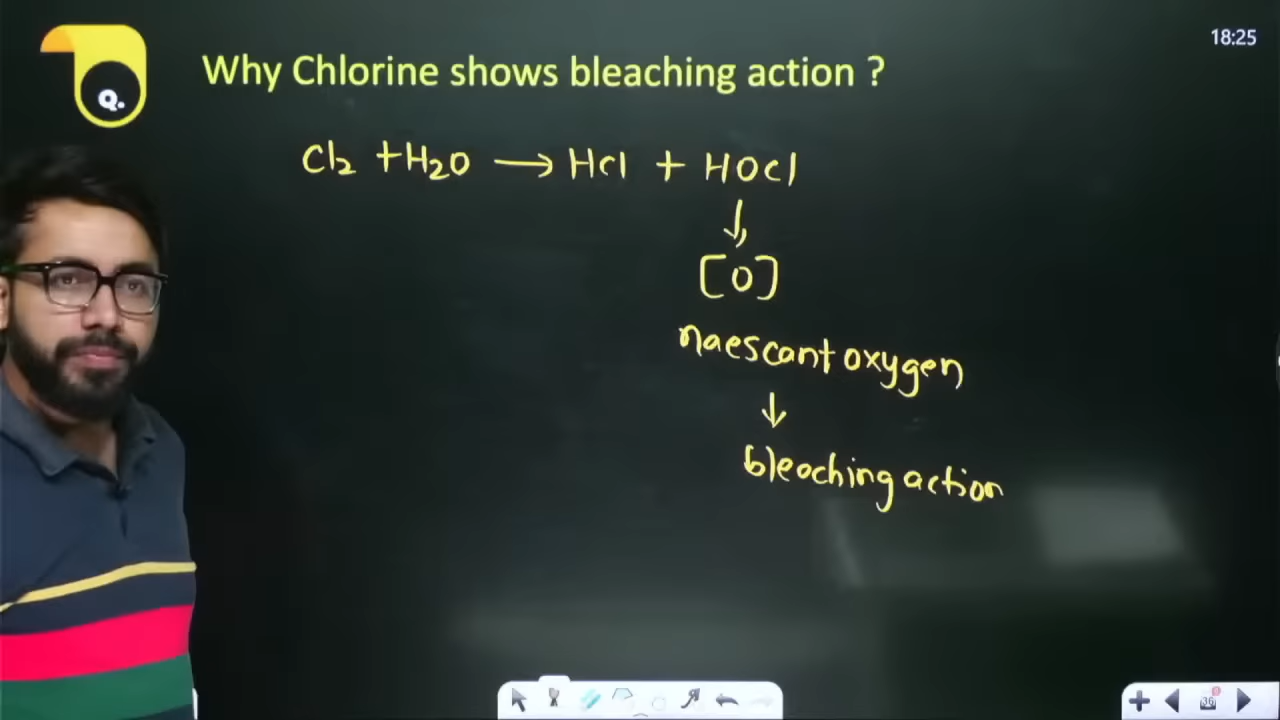 18:25
Q.
Why Chlorine shows bleaching action ?
Cl2 + H2O → HCl + HOCl
↓
[O]
naescant oxygen
↓
bleaching action